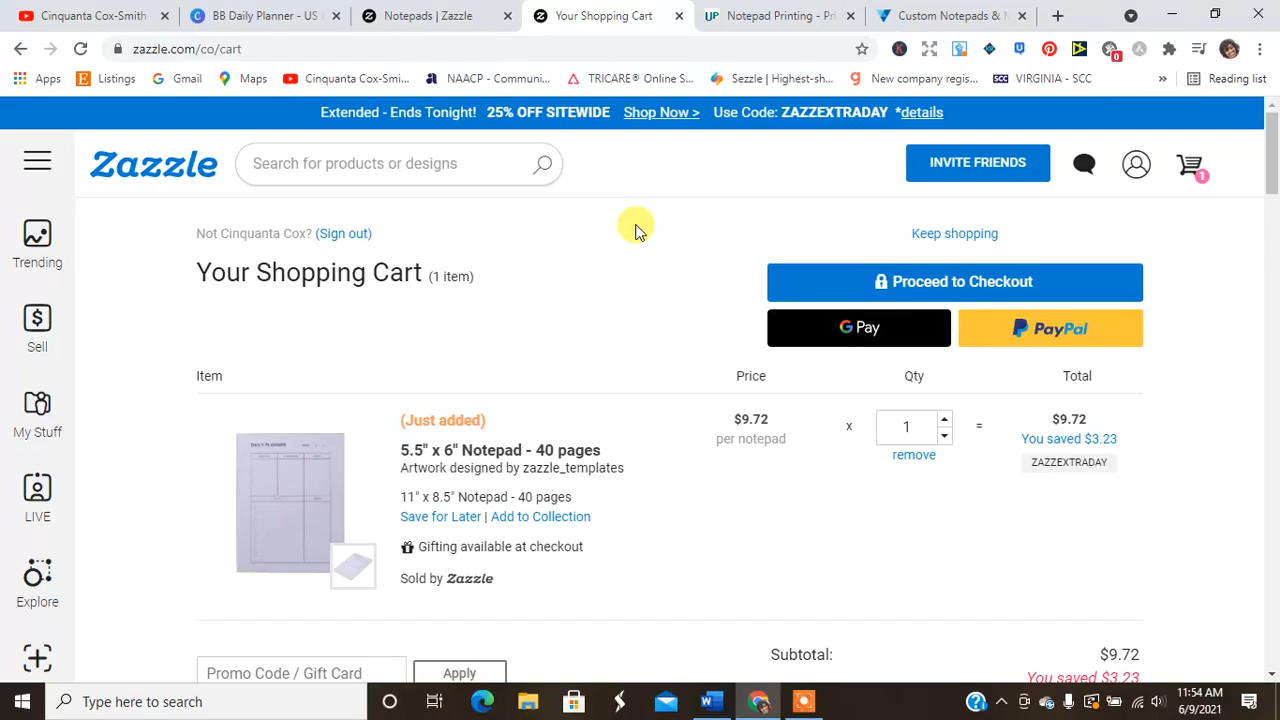 Cinquanta Cox-Smith
BB Daily Planner - US
Notepads | Zazzle
Your Shopping Cart
Notepad Printing - Pri
Custom Notepads & N
zazzle.com/co/cart
0
Apps
Listings
Gmail
Maps
Cinquanta Cox-Smi...
NAACP - Communi...
TRICARE® Online S...
Sezzle | Highest-sh...
New company regis...
SCC VIRGINIA - SCC
»
Reading list
Extended - Ends Tonight! 25% OFF SITEWIDE Shop Now > Use Code: ZAZZEXTRADAY *details
Zazzle
Search for products or designs
INVITE FRIENDS
1
Trending
Sell
My Stuff
LIVE
Explore
Not Cinquanta Cox? (Sign out)
Keep shopping
Your Shopping Cart (1 item)
Proceed to Checkout
G Pay
PayPal
Item
Price
Qty
Total
DAILY PLANNER
(Just added)
5.5" x 6" Notepad - 40 pages
Artwork designed by zazzle_templates
11" x 8.5" Notepad - 40 pages
Save for Later | Add to Collection
Gifting available at checkout
Sold by Zazzle
$9.72
per notepad
x
1
remove
=
$9.72
You saved $3.23
ZAZZEXTRADAY
Promo Code / Gift Card
Apply
Subtotal:
$9.72
You saved $3.23
Type here to search
11:54 AM
6/9/2021